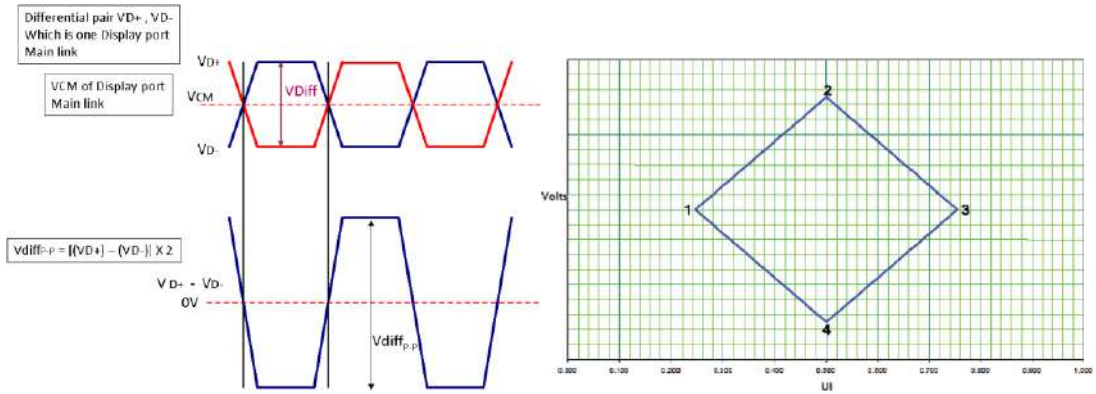 Differential pair VD+ , VD-
Which is one Display port
Main link
VCM of Display port
Main link
VD+
VCM
VD-
VDiff
Vdiffp-p = |(VD+) – (VD-)| X 2
V D+ - VD-
0V
Vdiffp-p
Volts
1
2
3
4
0.000 0.100 0.200 0.300 0.400 0.500 0.600 0.700 0.800 0.900 1.000
UI